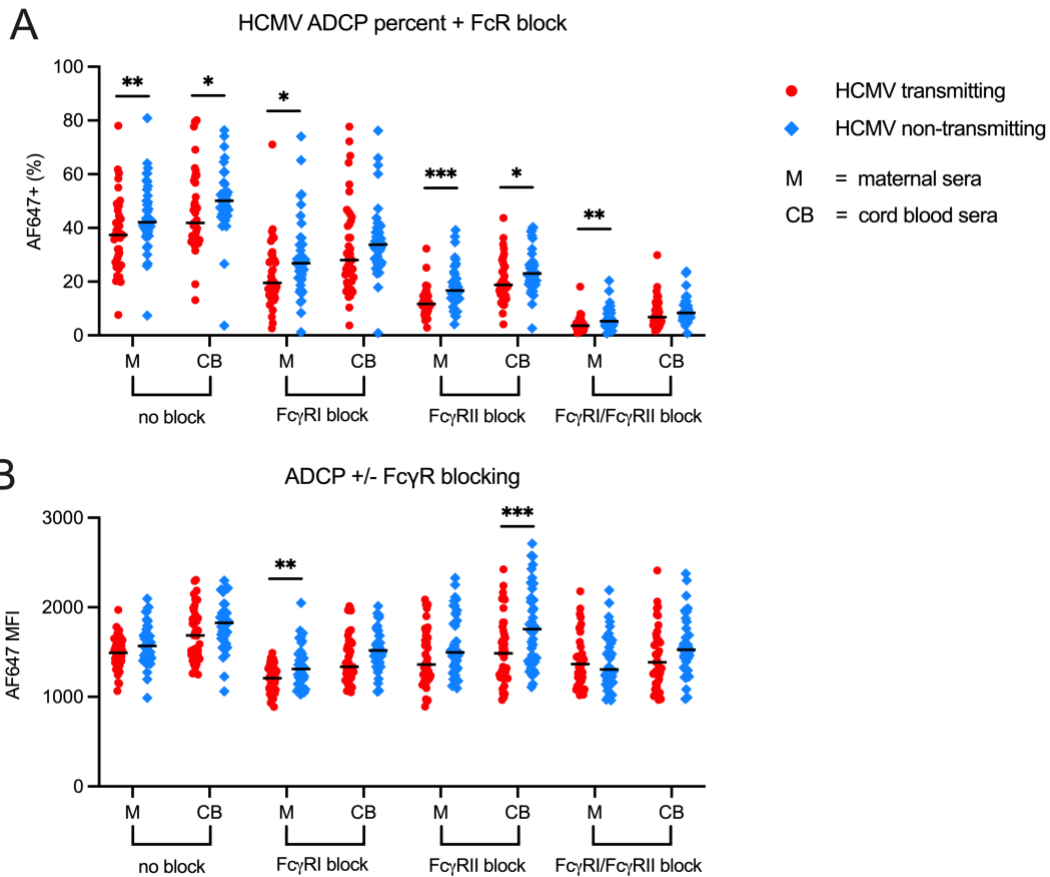 A
HCMV ADCP percent + FcR block
AF647+ (%)
100
80
60
40
20
0
** * * *** * **
M CB M CB M CB M CB
no block FcγRI block FcγRII block FcγRI/FcγRII block
HCMV transmitting
HCMV non-transmitting
M = maternal sera
CB = cord blood sera
B
ADCP +/- FcγR blocking
AF647 MFI
3000
2000
1000
0
** ***
M CB M CB M CB M CB
no block FcγRI block FcγRII block FcγRI/FcγRII block